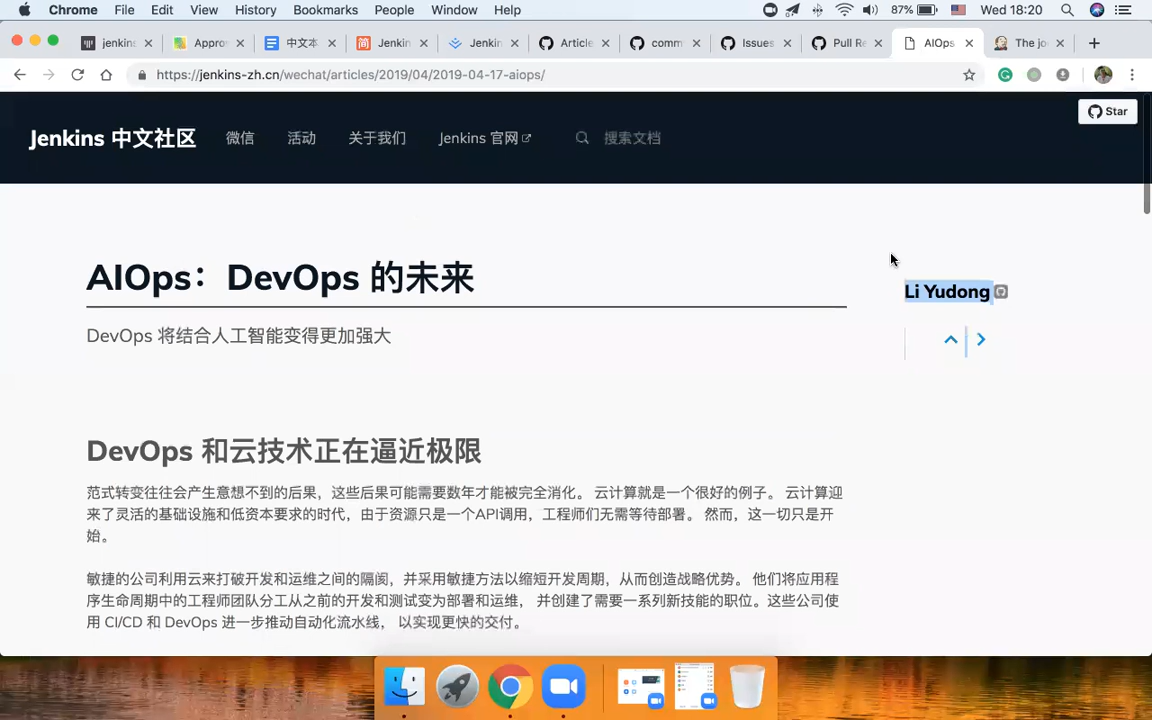 Chrome File Edit View History Bookmarks People Window Help 87% Wed 18:20
jenkins Appro 中文本 Jenkin Jenkin Article comm Issues Pull Re AIOps The jo
https://jenkins-zh.cn/wechat/articles/2019/04/2019-04-17-aiops/
Star
Jenkins 中文社区 微信 活动 关于我们 Jenkins 官网 搜索文档
AIOps：DevOps 的未来
Li Yudong
DevOps 将结合人工智能变得更加强大
DevOps 和云技术正在逼近极限
范式转变往往会产生意想不到的后果，这些后果可能需要数年才能被完全消化。 云计算就是一个很好的例子。 云计算迎
来了灵活的基础设施和低资本要求的时代，由于资源只是一个API调用，工程师们无需等待部署。 然而，这一切只是开
始。
敏捷的公司利用云来打破开发和运维之间的隔阂，并采用敏捷方法以缩短开发周期，从而创造战略优势。 他们将应用程
序生命周期中的工程师团队分工从之前的开发和测试变为部署和运维， 并创建了需要一系列新技能的职位。这些公司使
用 CI/CD 和 DevOps 进一步推动自动化流水线， 以实现更快的交付。